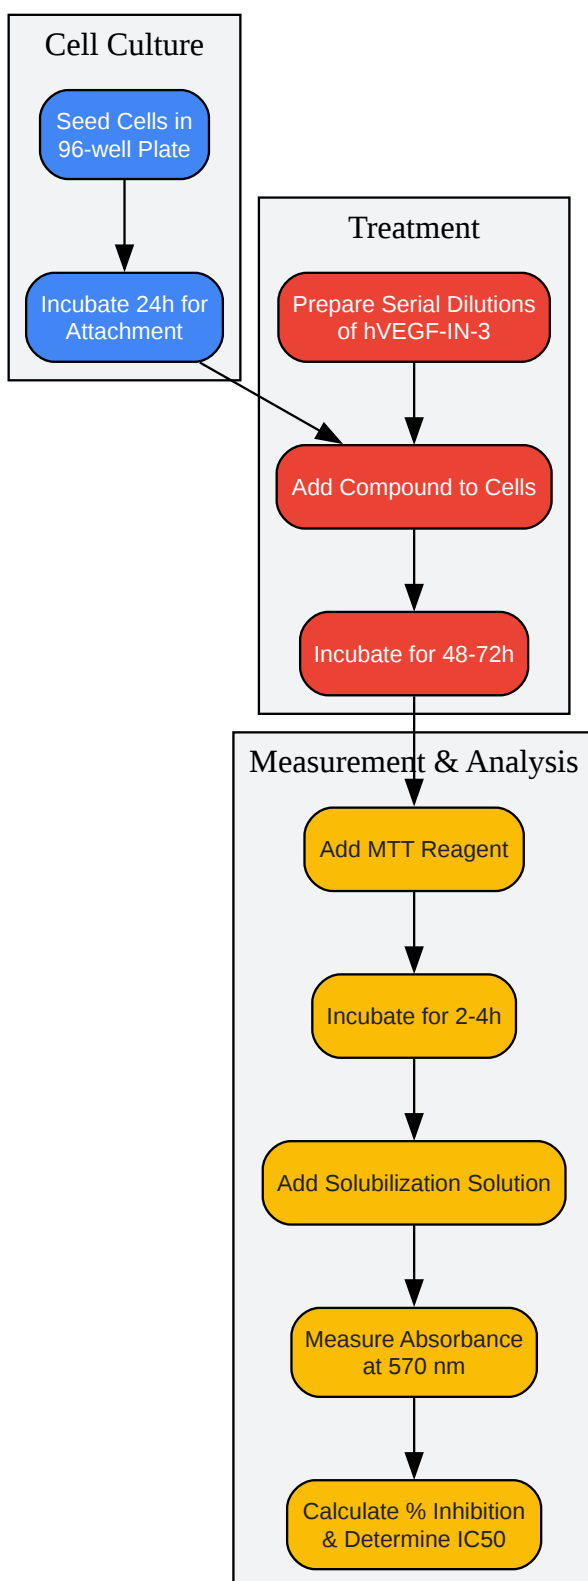 Cell Culture
Seed Cells in
96-well Plate
Incubate 24h for
Attachment
Treatment
Prepare Serial Dilutions
of hVEGF-IN-3
Add Compound to Cells
Incubate for 48-72h
Measurement & Analysis
Add MTT Reagent
Incubate for 2-4h
Add Solubilization Solution
Measure Absorbance
at 570 nm
Calculate % Inhibition
& Determine IC50